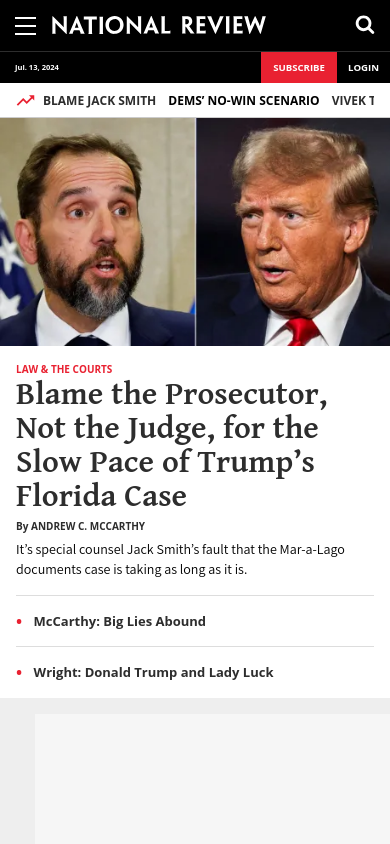 NATIONAL REVIEW
Jul. 13, 2024
SUBSCRIBE
LOGIN
BLAME JACK SMITH DEMS’ NO-WIN SCENARIO VIVEK T
LAW & THE COURTS
Blame the Prosecutor,
Not the Judge, for the
Slow Pace of Trump’s
Florida Case
By ANDREW C. MCCARTHY
It’s special counsel Jack Smith’s fault that the Mar-a-Lago
documents case is taking as long as it is.
McCarthy: Big Lies Abound
Wright: Donald Trump and Lady Luck